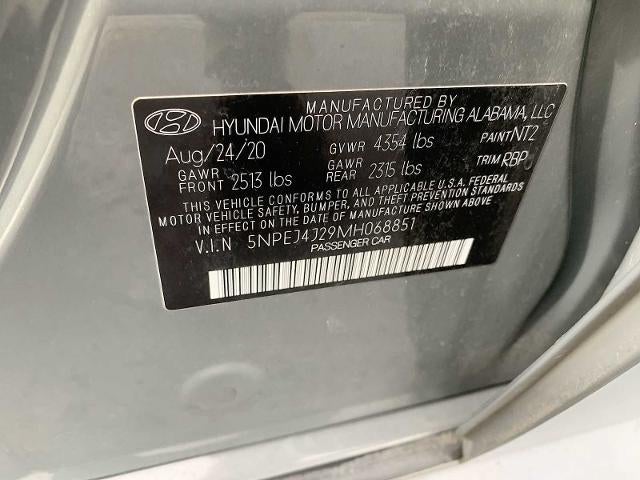 MANUFACTURED BY
HYUNDAI MOTOR MANUFACTURING ALABAMA, LLC
Aug/24/20 GVWR 4354 lbs PAINT NT2
GAWR FRONT 2513 lbs GAWR REAR 2315 lbs TRIM RBP
THIS VEHICLE CONFORMS TO ALL APPLICABLE U.S.A. FEDERAL
MOTOR VEHICLE SAFETY, BUMPER, AND THEFT PREVENTION STANDARDS
IN EFFECT ON THE DATE OF MANUFACTURE SHOWN ABOVE.
V.I.N 5NPEJ4J29MH068851
PASSENGER CAR